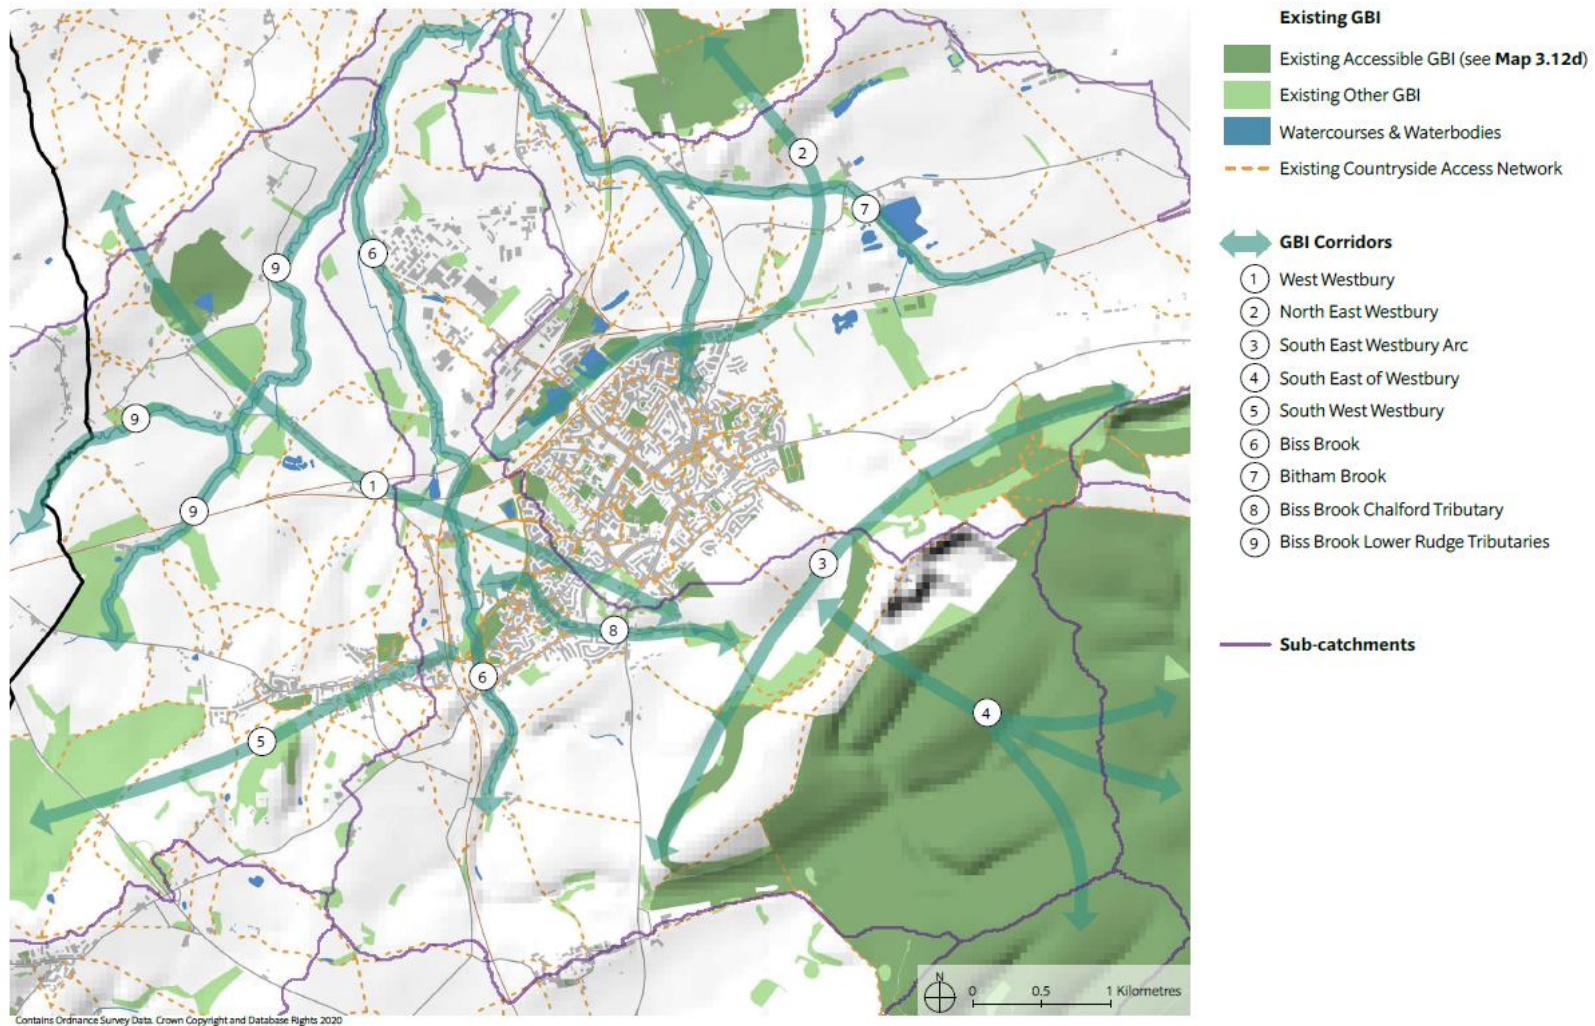 2
7
6
9
9
1
9
3
8
6
4
5
N
0
0.5
1 Kilometres
Contains Ordnance Survey Data. Crown Copyright and Database Rights 2020
Existing GBI
Existing Accessible GBI (see Map 3.12d)
Existing Other GBI
Watercourses & Waterbodies
Existing Countryside Access Network
GBI Corridors
1 West Westbury
2 North East Westbury
3 South East Westbury Arc
4 South East of Westbury
5 South West Westbury
6 Biss Brook
7 Bitham Brook
8 Biss Brook Chalford Tributary
9 Biss Brook Lower Rudge Tributaries
Sub-catchments